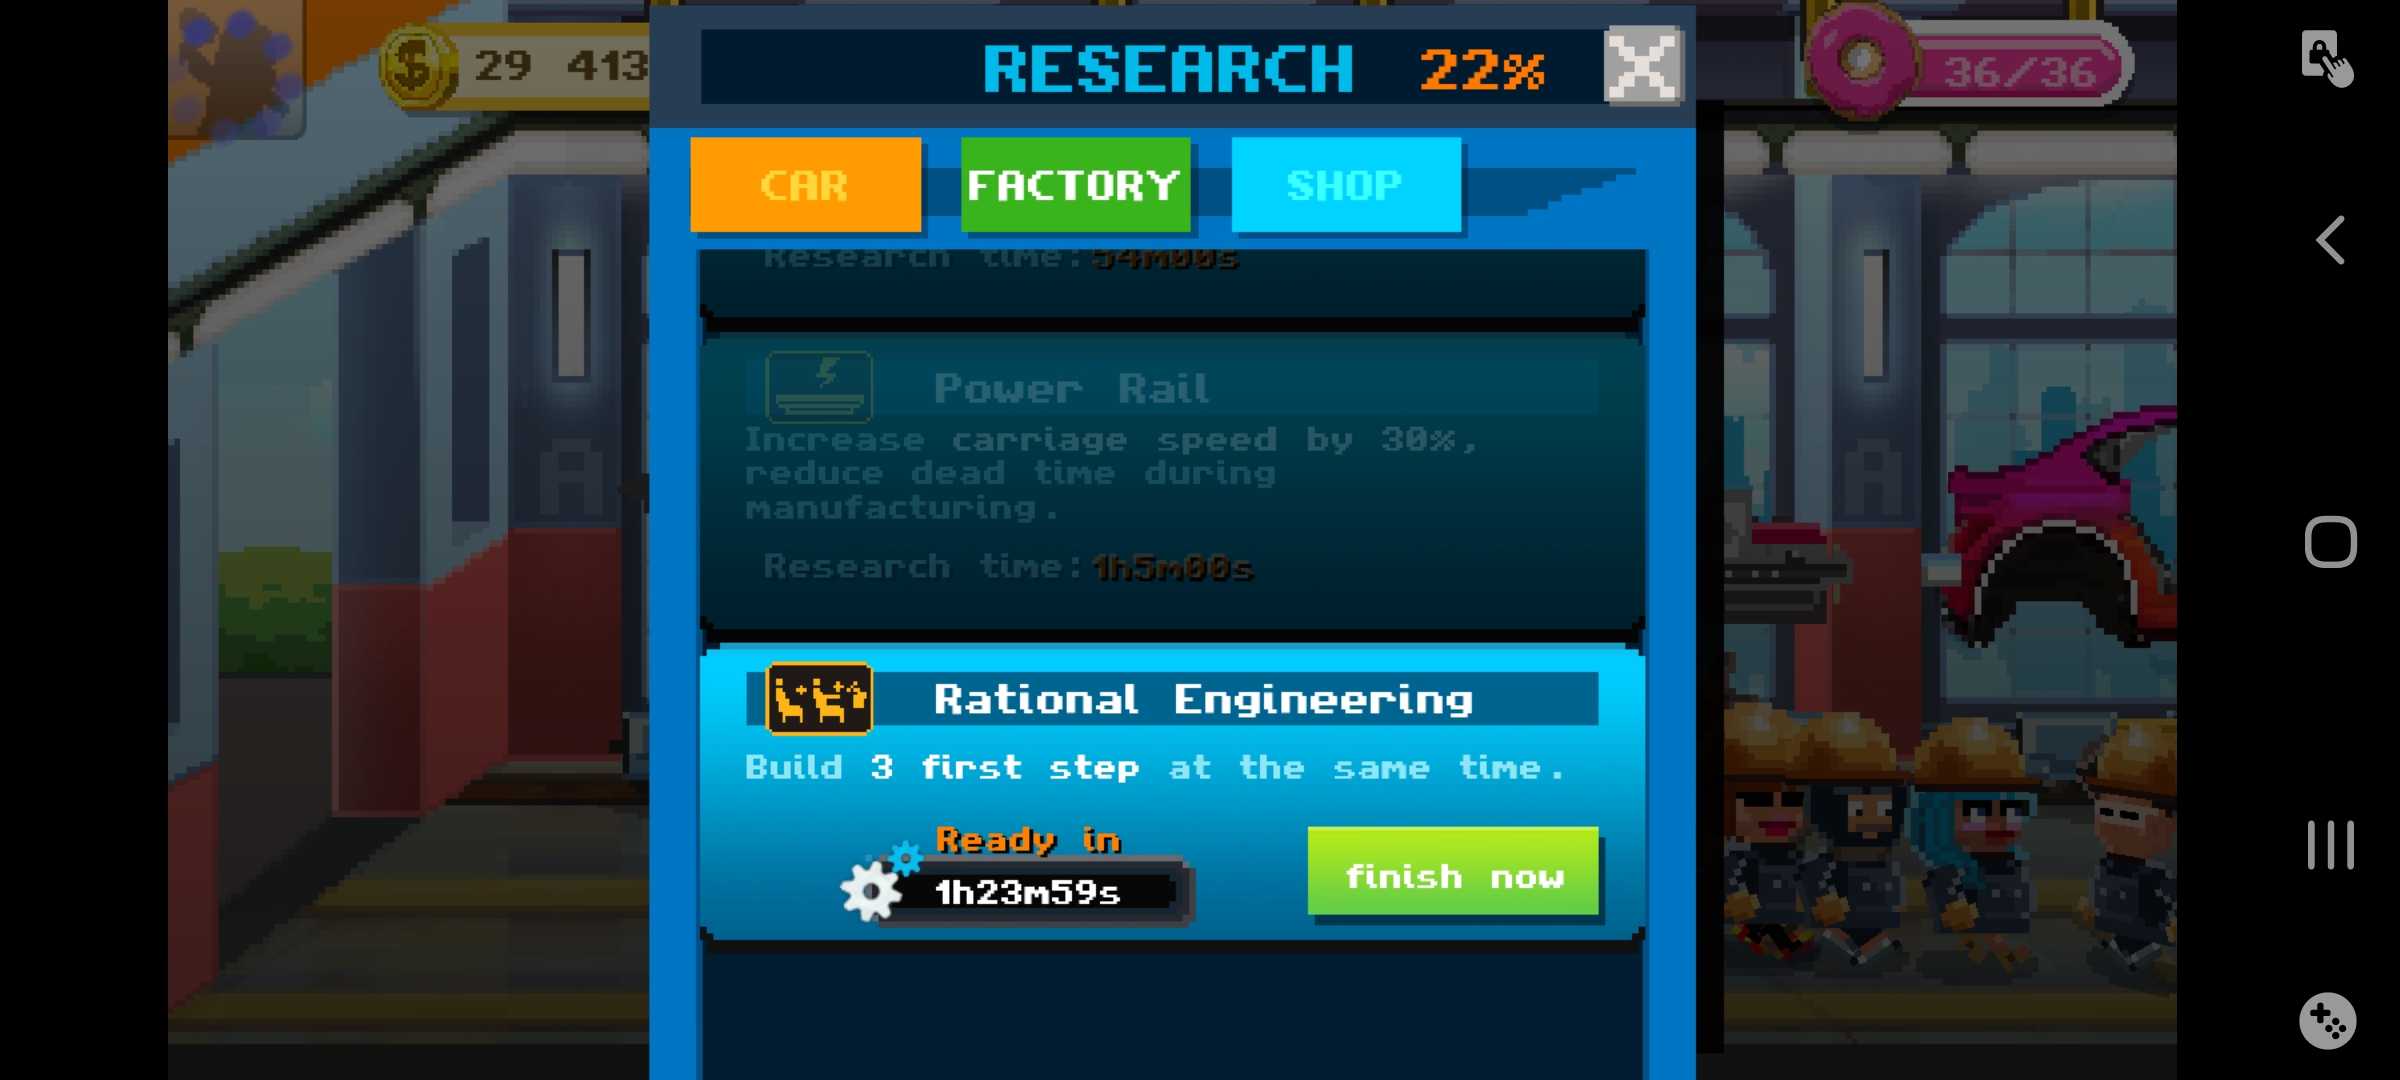 29 413
RESEARCH 22%
36/36
CAR
FACTORY
SHOP
Research time: 54m00s
Power Rail
Increase carriage speed by 30%,
reduce dead time during
manufacturing.
Research time: 1h5m00s
Rational Engineering
Build 3 first step at the same time.
Ready in
1h23m59s
finish now
A
A